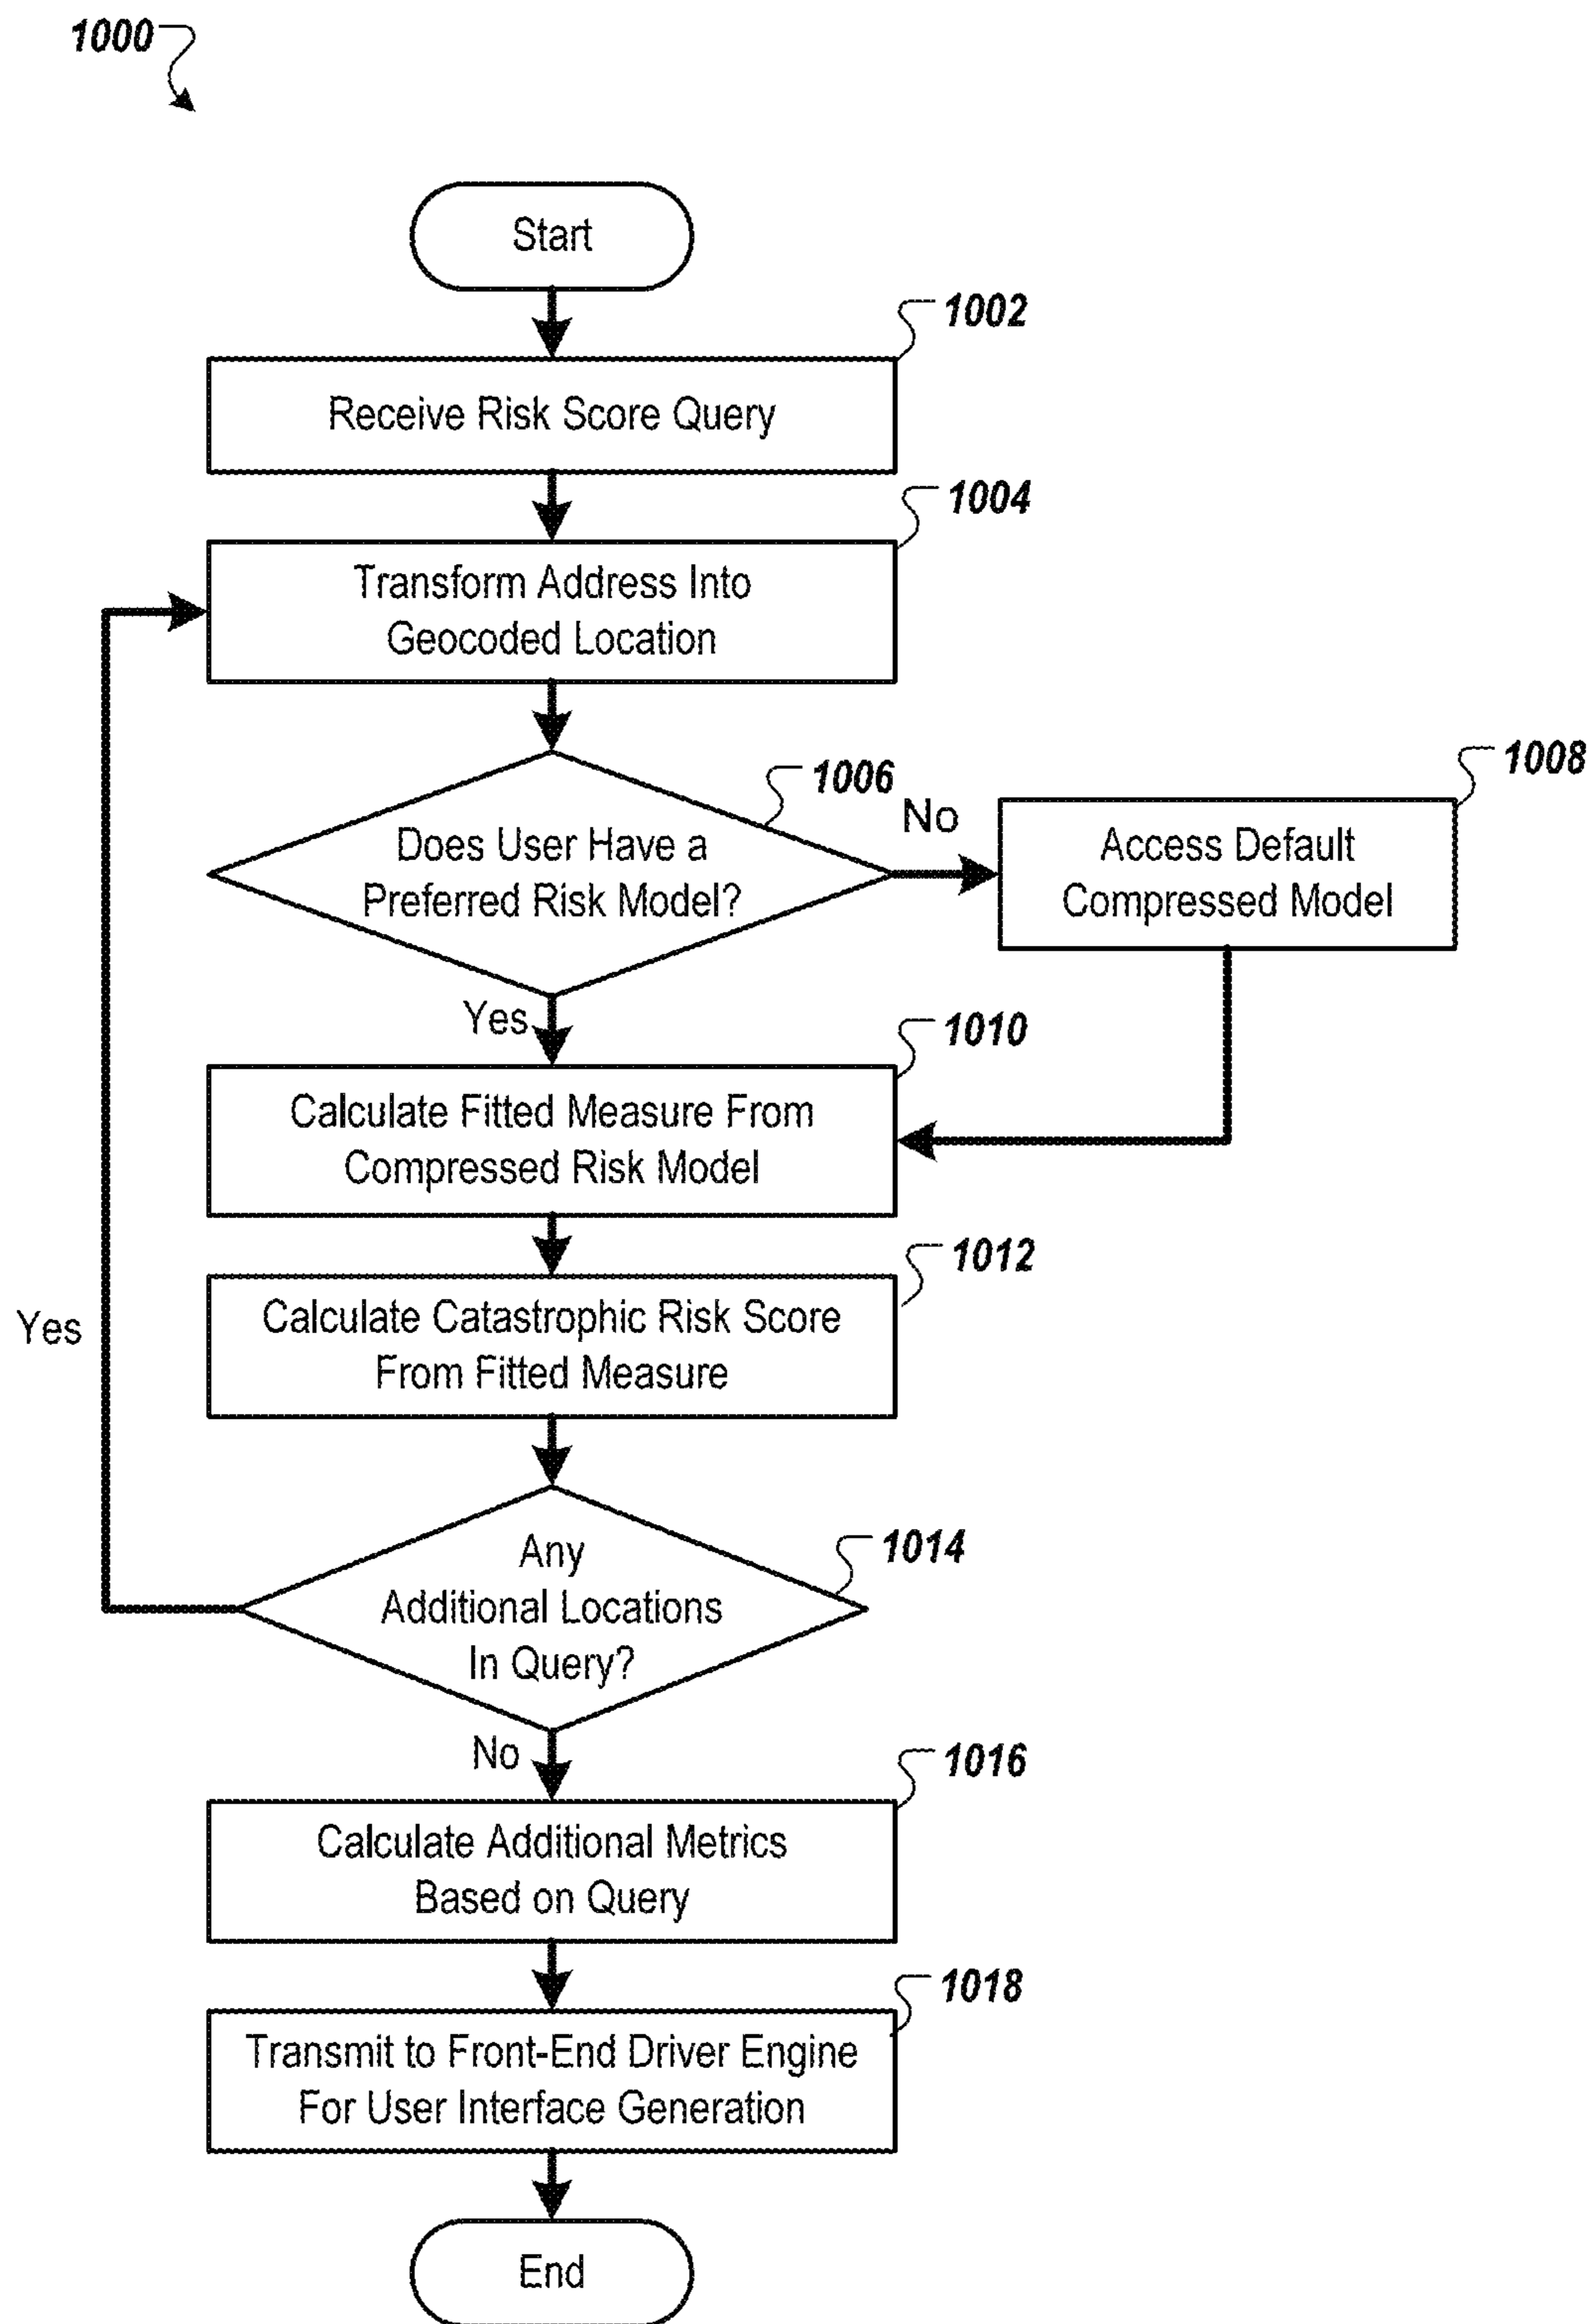 1000
Start
1002
Receive Risk Score Query
1004
Transform Address Into
Geocoded Location
1006
Does User Have a
Preferred Risk Model?
No
1008
Access Default
Compressed Model
Yes
1010
Calculate Fitted Measure From
Compressed Risk Model
1012
Calculate Catastrophic Risk Score
From Fitted Measure
Yes
1014
Any
Additional Locations
In Query?
No
1016
Calculate Additional Metrics
Based on Query
1018
Transmit to Front-End Driver Engine
For User Interface Generation
End